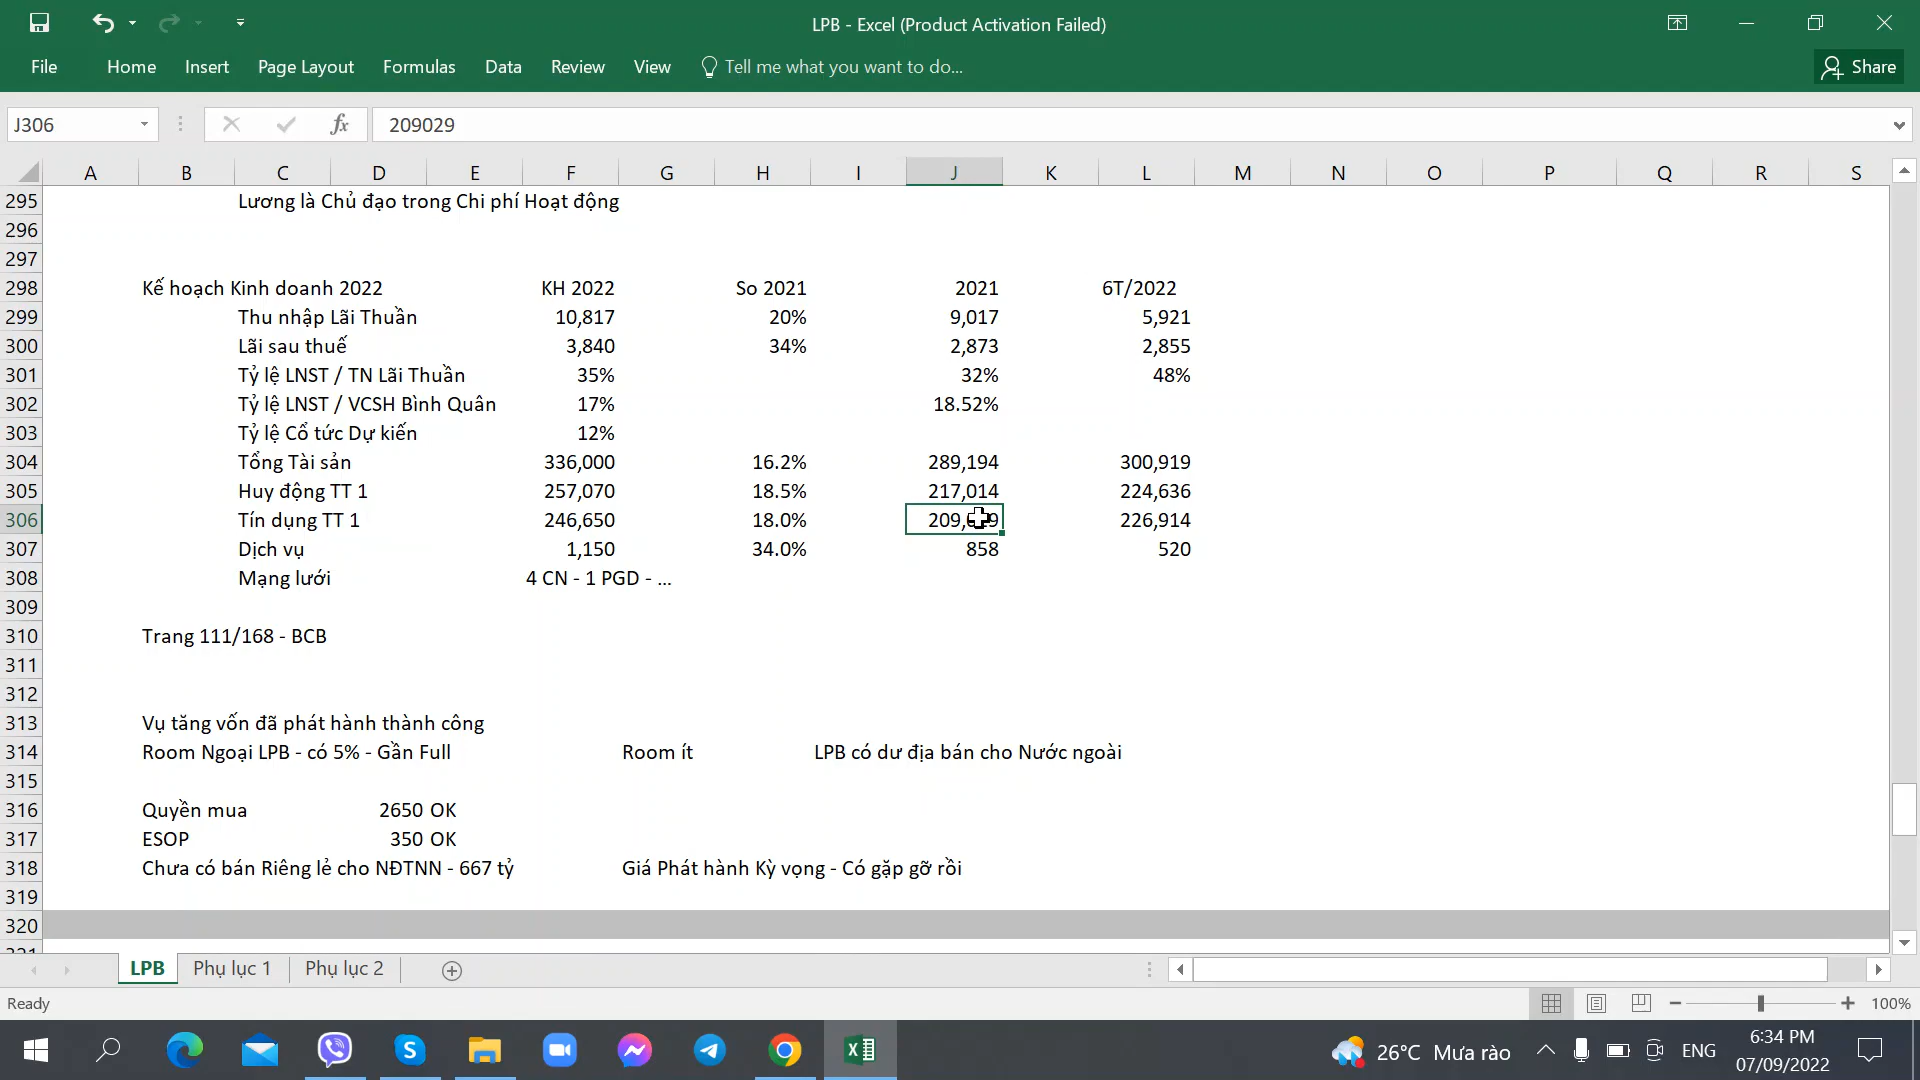 LPB - Excel (Product Activation Failed)
File Home Insert Page Layout Formulas Data Review View Tell me what you want to do... Share
J306 fx 209029
A B C D E F G H I J K L M N O P Q R S
295 Lương là Chủ đạo trong Chi phí Hoạt động
296
297
298 Kế hoạch Kinh doanh 2022 KH 2022 So 2021 2021 6T/2022
299 Thu nhập Lãi Thuần 10,817 20% 9,017 5,921
300 Lãi sau thuế 3,840 34% 2,873 2,855
301 Tỷ lệ LNST / TN Lãi Thuần 35% 32% 48%
302 Tỷ lệ LNST / VCSH Bình Quân 17% 18.52%
303 Tỷ lệ Cổ tức Dự kiến 12%
304 Tổng Tài sản 336,000 16.2% 289,194 300,919
305 Huy động TT 1 257,070 18.5% 217,014 224,636
306 Tín dụng TT 1 246,650 18.0% 209,029 226,914
307 Dịch vụ 1,150 34.0% 858 520
308 Mạng lưới 4 CN - 1 PGD - ...
309
310 Trang 111/168 - BCB
311
312
313 Vụ tăng vốn đã phát hành thành công
314 Room Ngoại LPB - có 5% - Gần Full Room ít LPB có dư địa bán cho Nước ngoài
315
316 Quyền mua 2650 OK
317 ESOP 350 OK
318 Chưa có bán Riêng lẻ cho NĐTNN - 667 tỷ Giá Phát hành Kỳ vọng - Có gặp gỡ rồi
319
320
321
LPB Phụ lục 1 Phụ lục 2
Ready 100%
26°C Mưa rào ENG 6:34 PM
07/09/2022